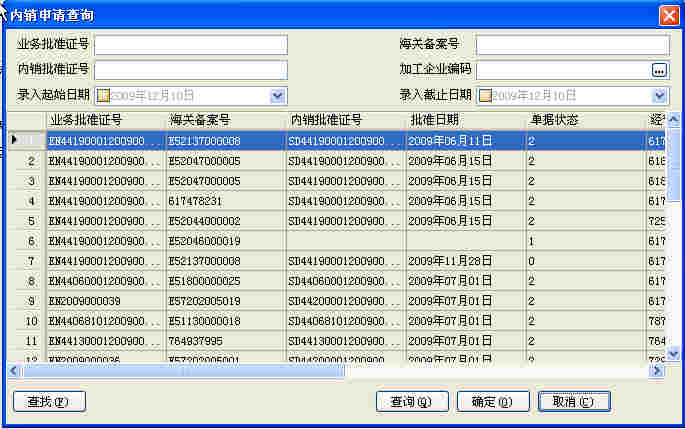 内销申请查询
业务批准证号 海关备案号
内销批准证号 加工企业编码 ...
录入起始日期 2009年12月10日 录入截止日期 2009年12月10日
业务批准证号 海关备案号 内销批准证号 批准日期 单据状态
1 EN44190001200900... E52137000008 SD44190001200900... 2009年06月11日 2 617
2 EN44190001200900... E52047000005 SD44190001200900... 2009年06月15日 2 618
3 EN44190001200900... E52047000005 SD44190001200900... 2009年06月15日 2 618
4 EN44190001200900... 617478231 SD44190001200900... 2009年06月15日 2 617
5 EN44190001200900... E52044000002 SD44190001200900... 2009年06月15日 2 725
6 EN44190001200900... E52046000019 1 617
7 EN44190001200900... E52137000008 SD44190001200900... 2009年11月28日 0 617
8 EN44060001200900... E51800000025 SD44060001200900... 2009年07月01日 2 618
9 EN2009000039 E57202005019 SD44200001200900... 2009年07月01日 2 617
10 EN44068101200900... E51130000018 SD44068101200900... 2009年07月01日 2 787
11 EN44130001200900... 764937995 SD44130001200900... 2009年07月01日 2 764
12 EN2009000036 E57202005001 SD44200001200900... 2009年07月01日 2 729
查找(F) 查询(Q) 确定(O) 取消(C)